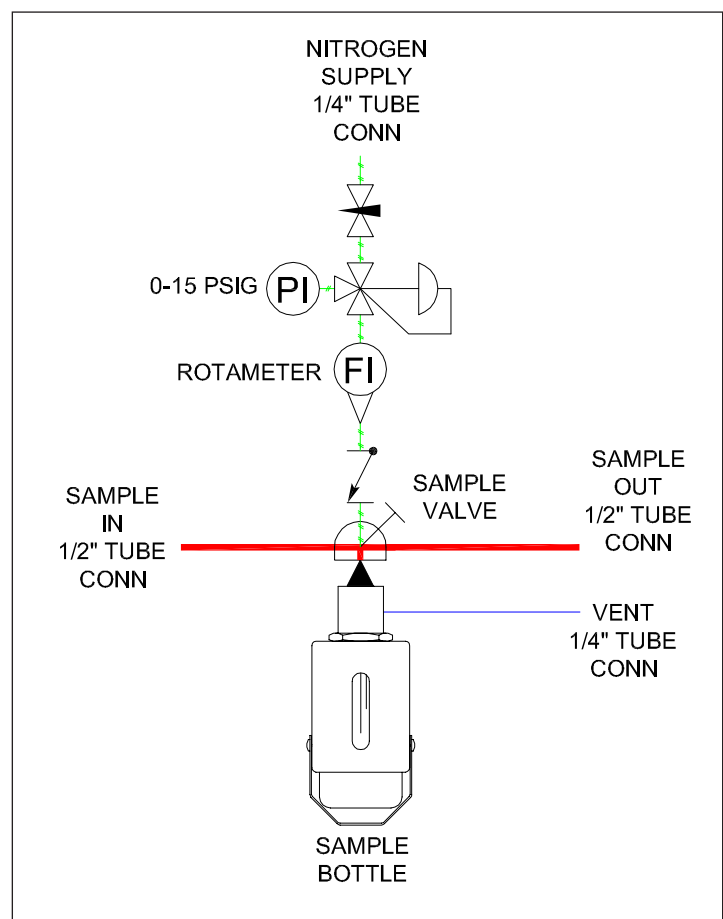 NITROGEN
SUPPLY
1/4" TUBE
CONN
0-15 PSIG
PI
ROTAMETER
FI
SAMPLE
VALVE
SAMPLE
IN
1/2" TUBE
CONN
SAMPLE
OUT
1/2" TUBE
CONN
VENT
1/4" TUBE
CONN
SAMPLE
BOTTLE